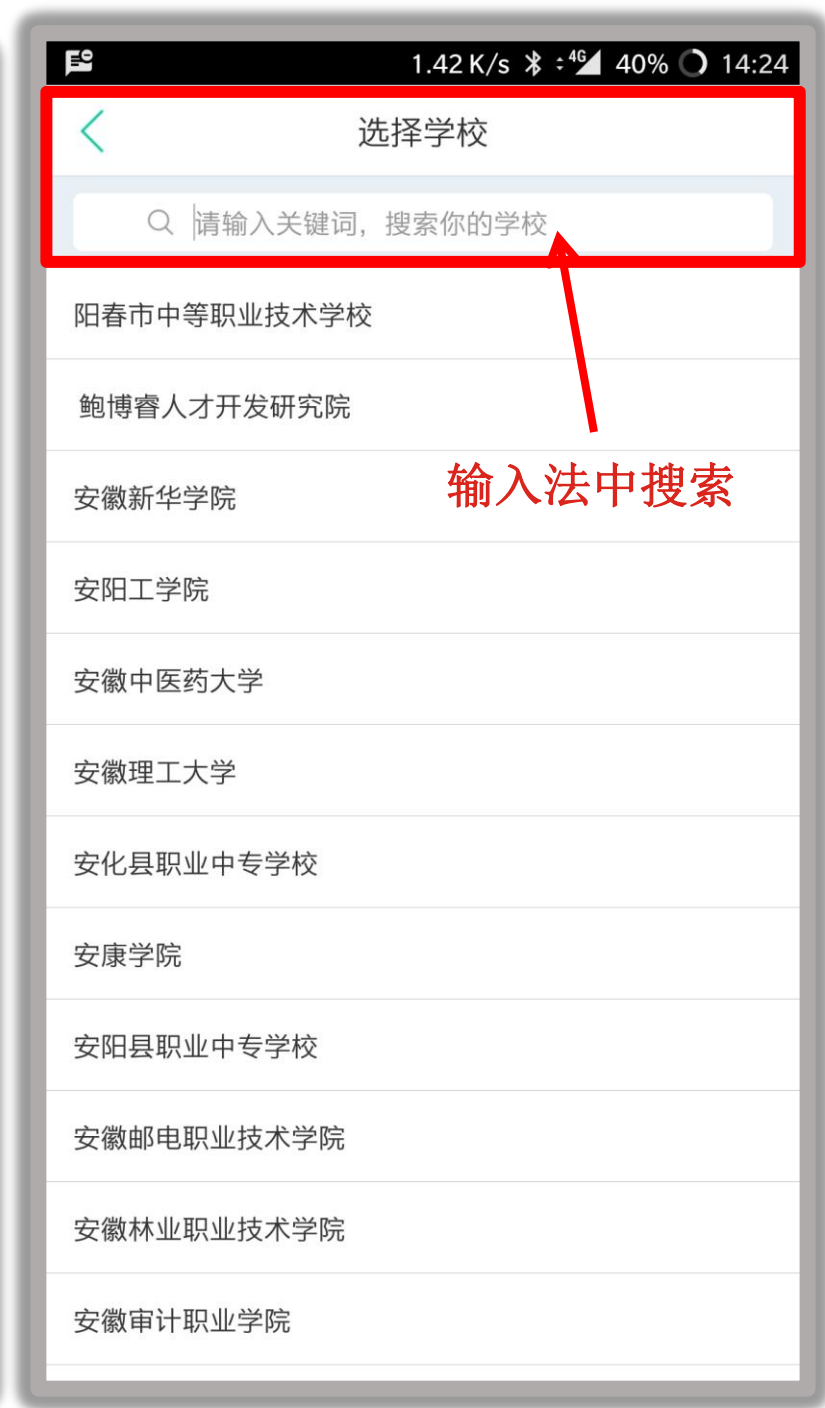 1.42 K/s 4G 40% 14:24
选择学校
请输入关键词，搜索你的学校
阳春市中等职业技术学校
鲍博睿人才开发研究院
输入法中搜索
安徽新华学院
安阳工学院
安徽中医药大学
安徽理工大学
安化县职业中专学校
安康学院
安阳县职业中专学校
安徽邮电职业技术学院
安徽林业职业技术学院
安徽审计职业学院